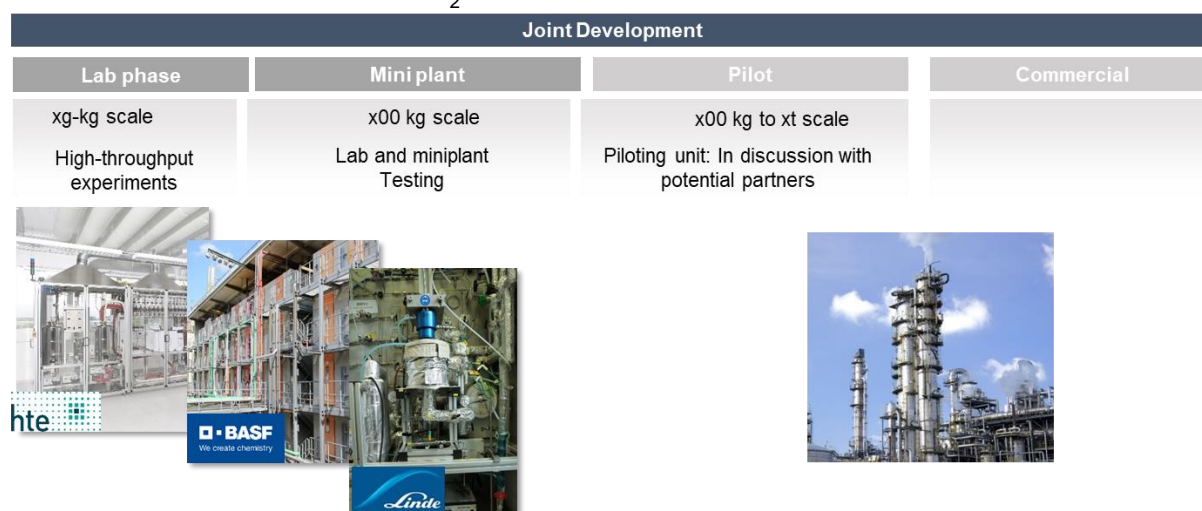 2
Joint Development
Lab phase
Mini plant
Pilot
Commercial
xg-kg scale
High-throughput
experiments
x00 kg scale
Lab and miniplant
Testing
x00 kg to xt scale
Piloting unit: In discussion with
potential partners
hte
BASF
We create chemistry
Linde